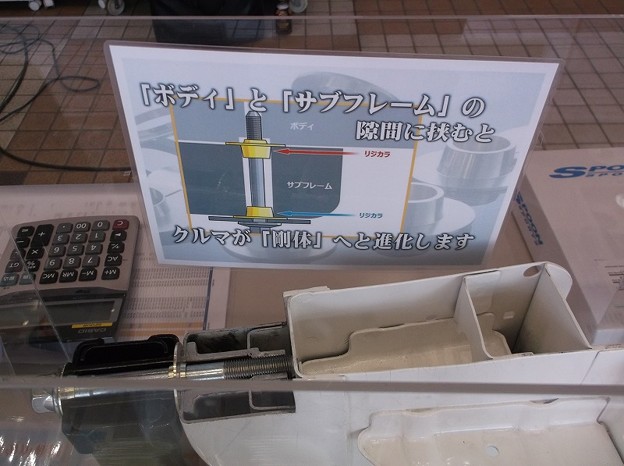 「ボディ」と「サブフレーム」の
隙間に挟むと
ボディ
リジカラ
サブフレーム
リジカラ
クルマが「剛体」へと進化します
SPO
CASIO